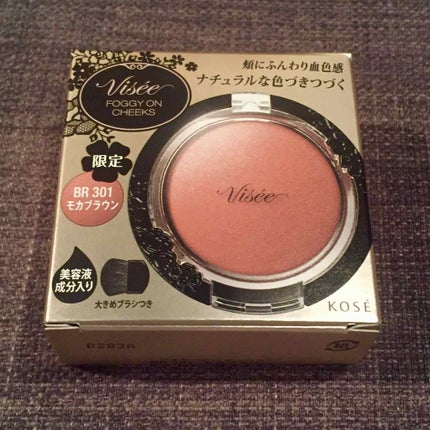 Visée
FOGGY ON
CHEEKS
頬にふんわり血色感
ナチュラルな色づきつづく
限定
BR 301
モカブラウン
Visée
美容液
成分入り
大きめブラシつき
KOSÉ